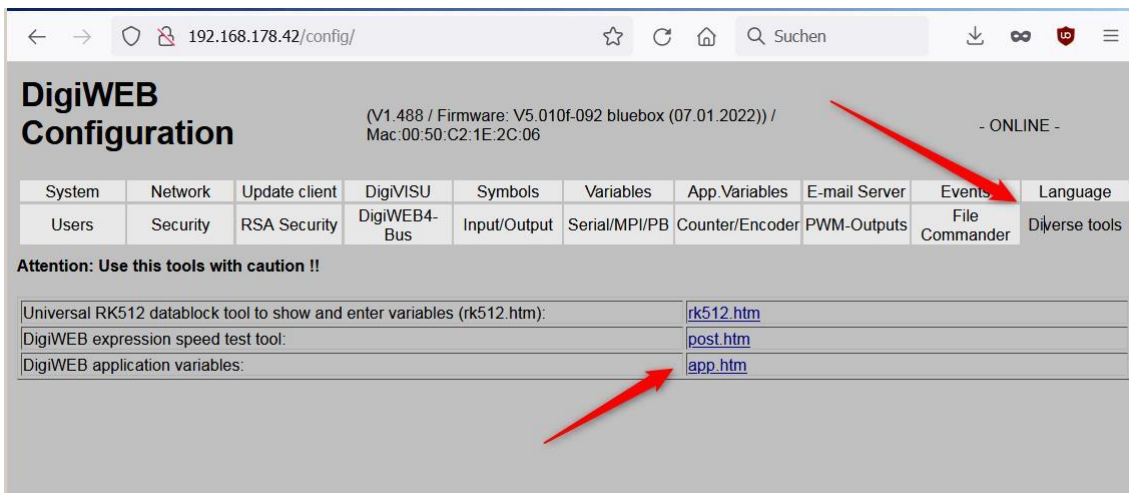 192.168.178.42/config/
Suchen
DigiWEB
Configuration
(V1.488 / Firmware: V5.010f-092 bluebox (07.01.2022)) /
Mac:00:50:C2:1E:2C:06
- ONLINE -
System Network Update client DigiVISU Symbols Variables App.Variables E-mail Server Events Language
Users Security RSA Security DigiWEB4-Bus Input/Output Serial/MPI/PB Counter/Encoder PWM-Outputs File Commander Diverse tools
Attention: Use this tools with caution !!
Universal RK512 datablock tool to show and enter variables (rk512.htm): rk512.htm
DigiWEB expression speed test tool: post.htm
DigiWEB application variables: app.htm